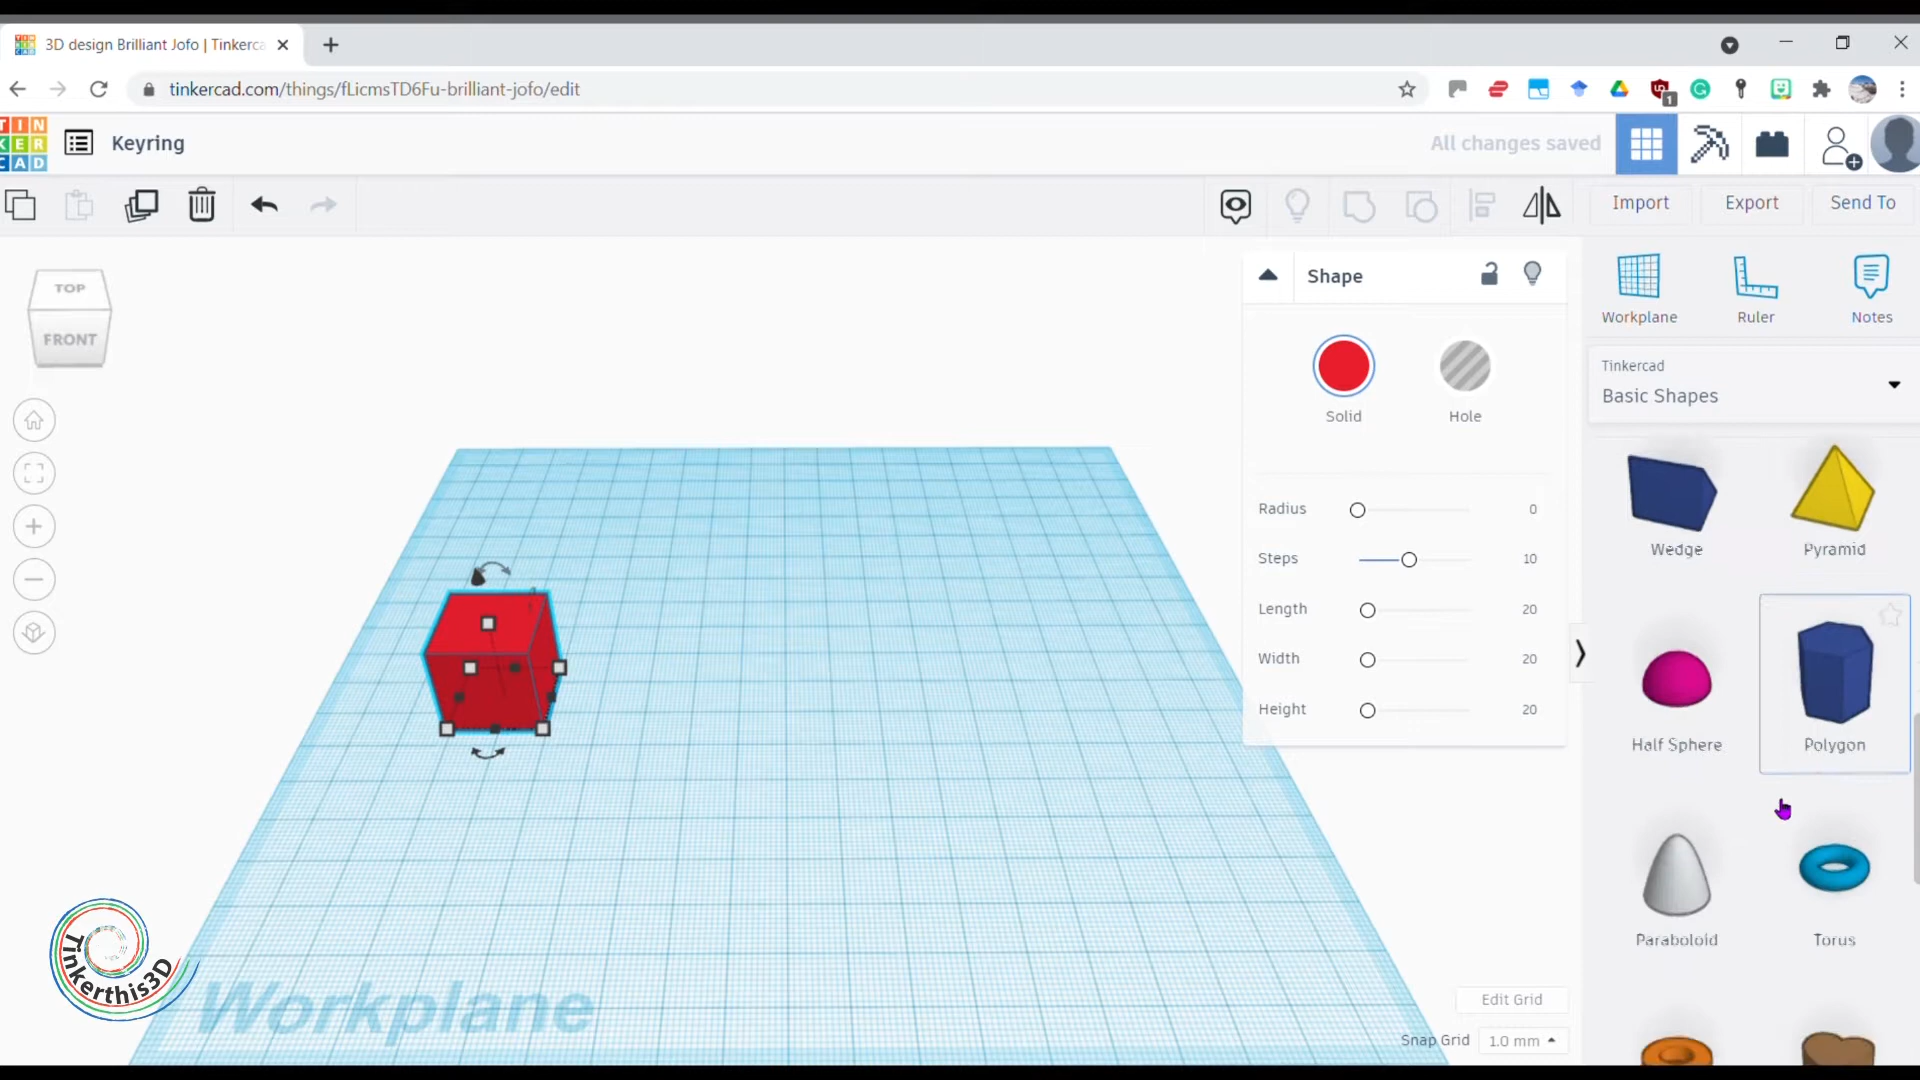 3D design Brilliant Jofo | Tinkerca
tinkercad.com/things/fLicmsTD6Fu-brilliant-jofo/edit
1
TIN
KER
CAD
Keyring
All changes saved
Import
Export
Send To
TOP
FRONT
Shape
Solid
Hole
Radius 0
Steps 10
Length 20
Width 20
Height 20
Workplane
Ruler
Notes
Tinkercad
Basic Shapes
Wedge
Pyramid
Half Sphere
Polygon
Paraboloid
Torus
Tinkerthis3D
Workplane
Edit Grid
Snap Grid 1.0 mm